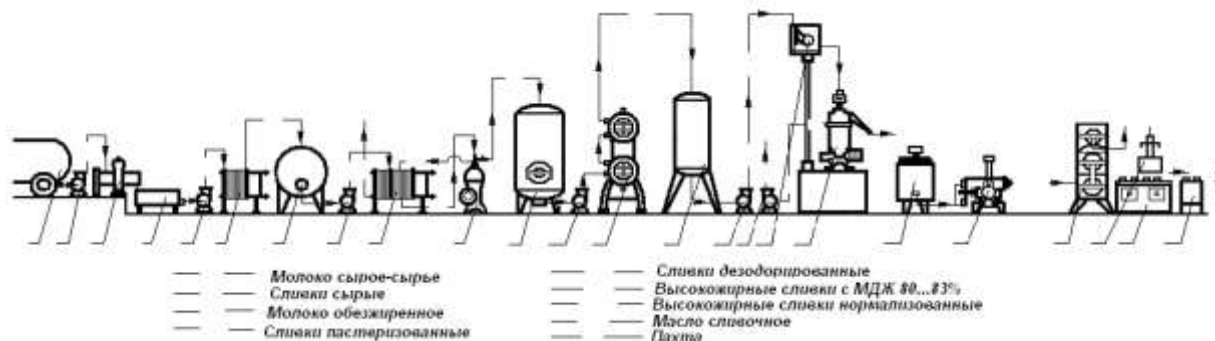 Молоко сырое-сырье
Сливки сырые
Молоко обезжиренное
Сливки пастеризованные
Сливки дезодорированные
Высокожирные сливки с МДЖ 80...83%
Высокожирные сливки нормализованные
Масло сливочное
Пахта